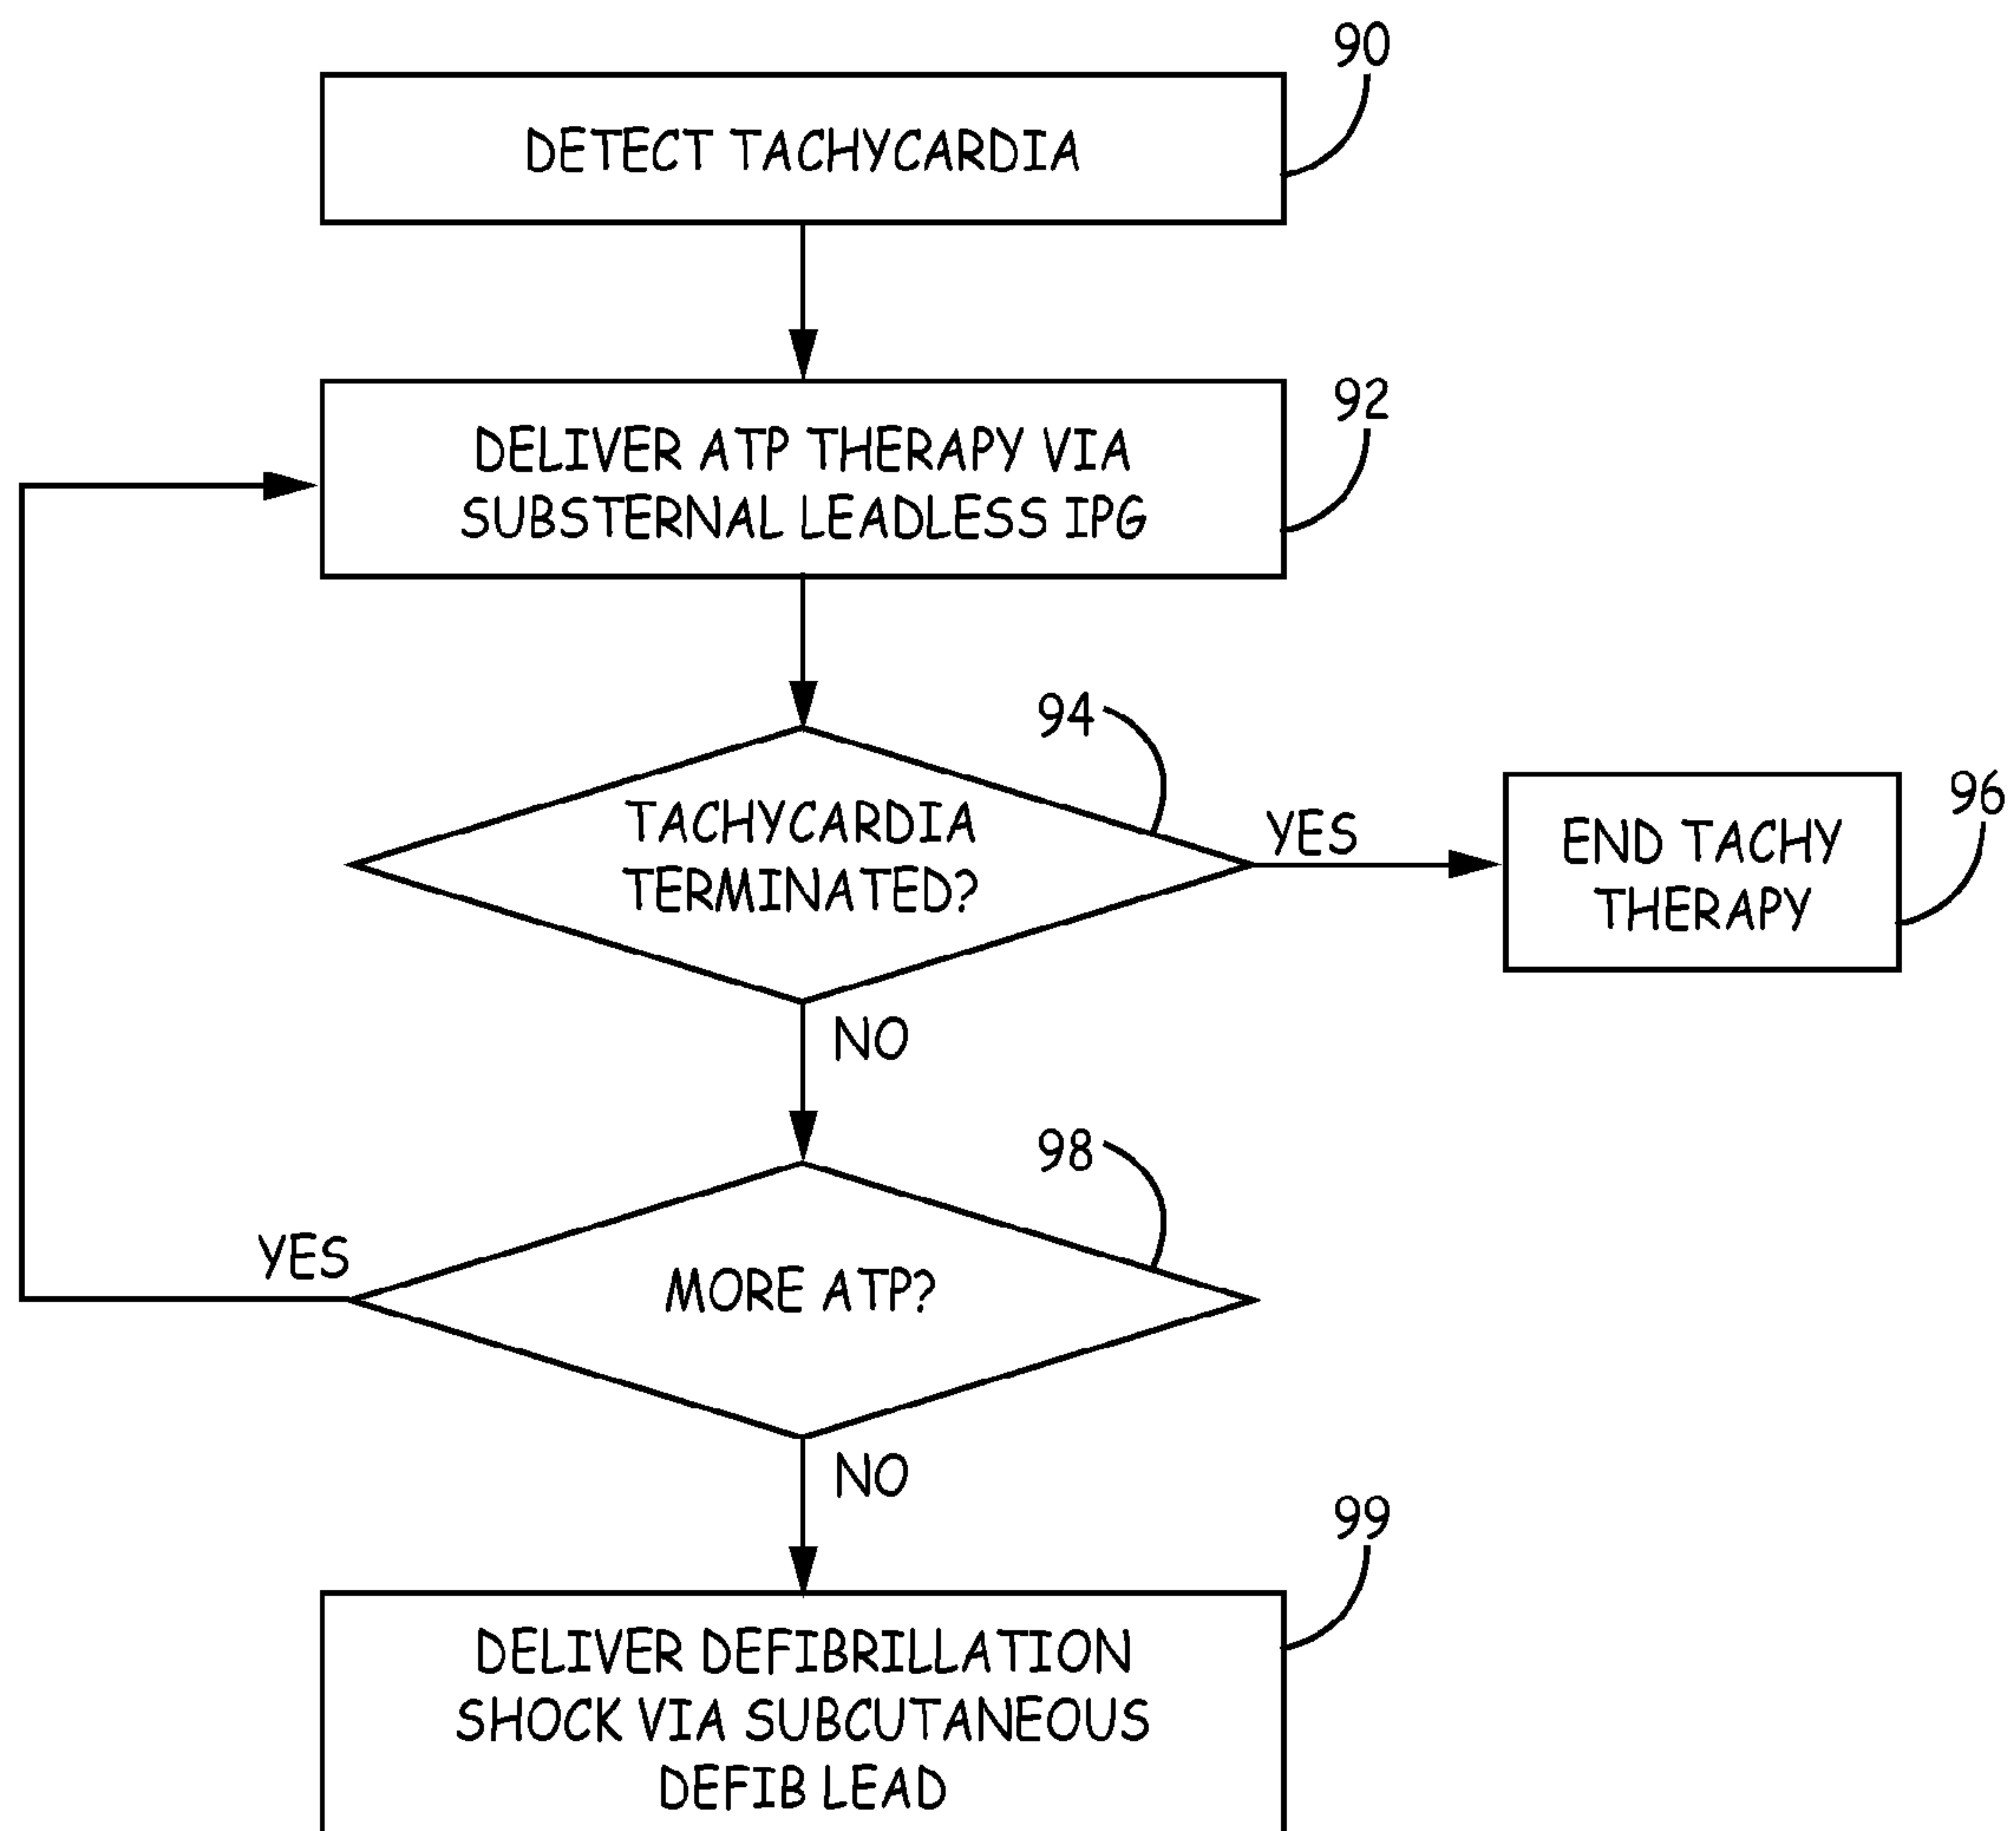 90
DETECT TACHYCARDIA
92
DELIVER ATP THERAPY VIA
SUBSTERNAL LEADLESS IPG
94
TACHYCARDIA
TERMINATED?
YES
96
END TACHY
THERAPY
NO
98
YES
MORE ATP?
NO
99
DELIVER DEFIBRILLATION
SHOCK VIA SUBCUTANEOUS
DEFIB LEAD